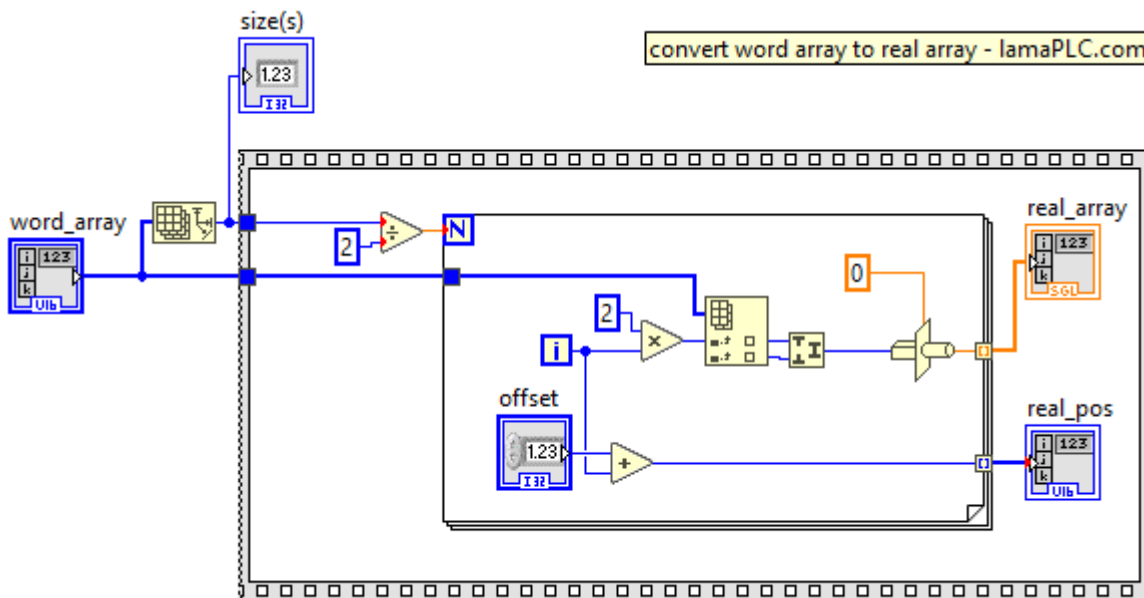 size(s)
1.23
I32
convert word array to real array - lamaPLC.com
word_array
i
j
k
123
U16
÷
2
N
real_array
i
j
k
123
SGL
0
2
x
i
offset
1.23
I32
+
real_pos
i
j
k
123
U16